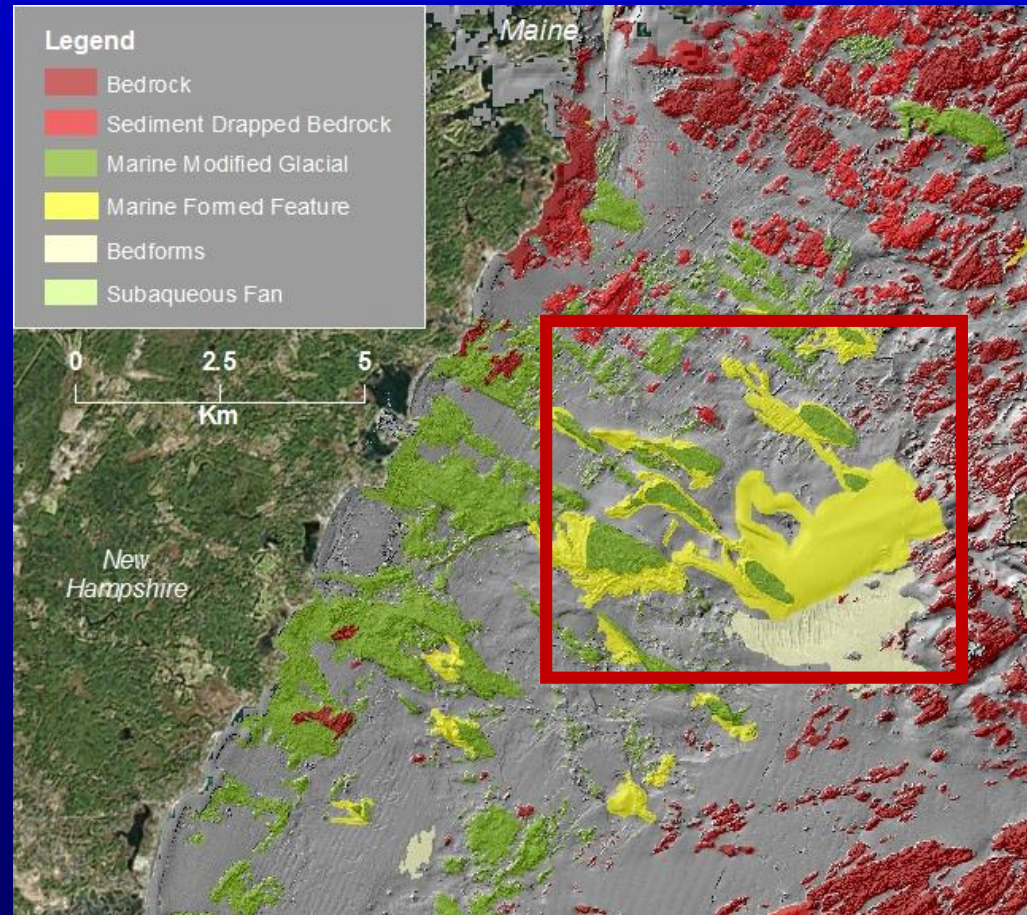 Maine
Legend
Bedrock
Sediment Drapped Bedrock
Marine Modified Glacial
Marine Formed Feature
Bedforms
Subaqueous Fan
0 2.5 5
Km
New
Hampshire